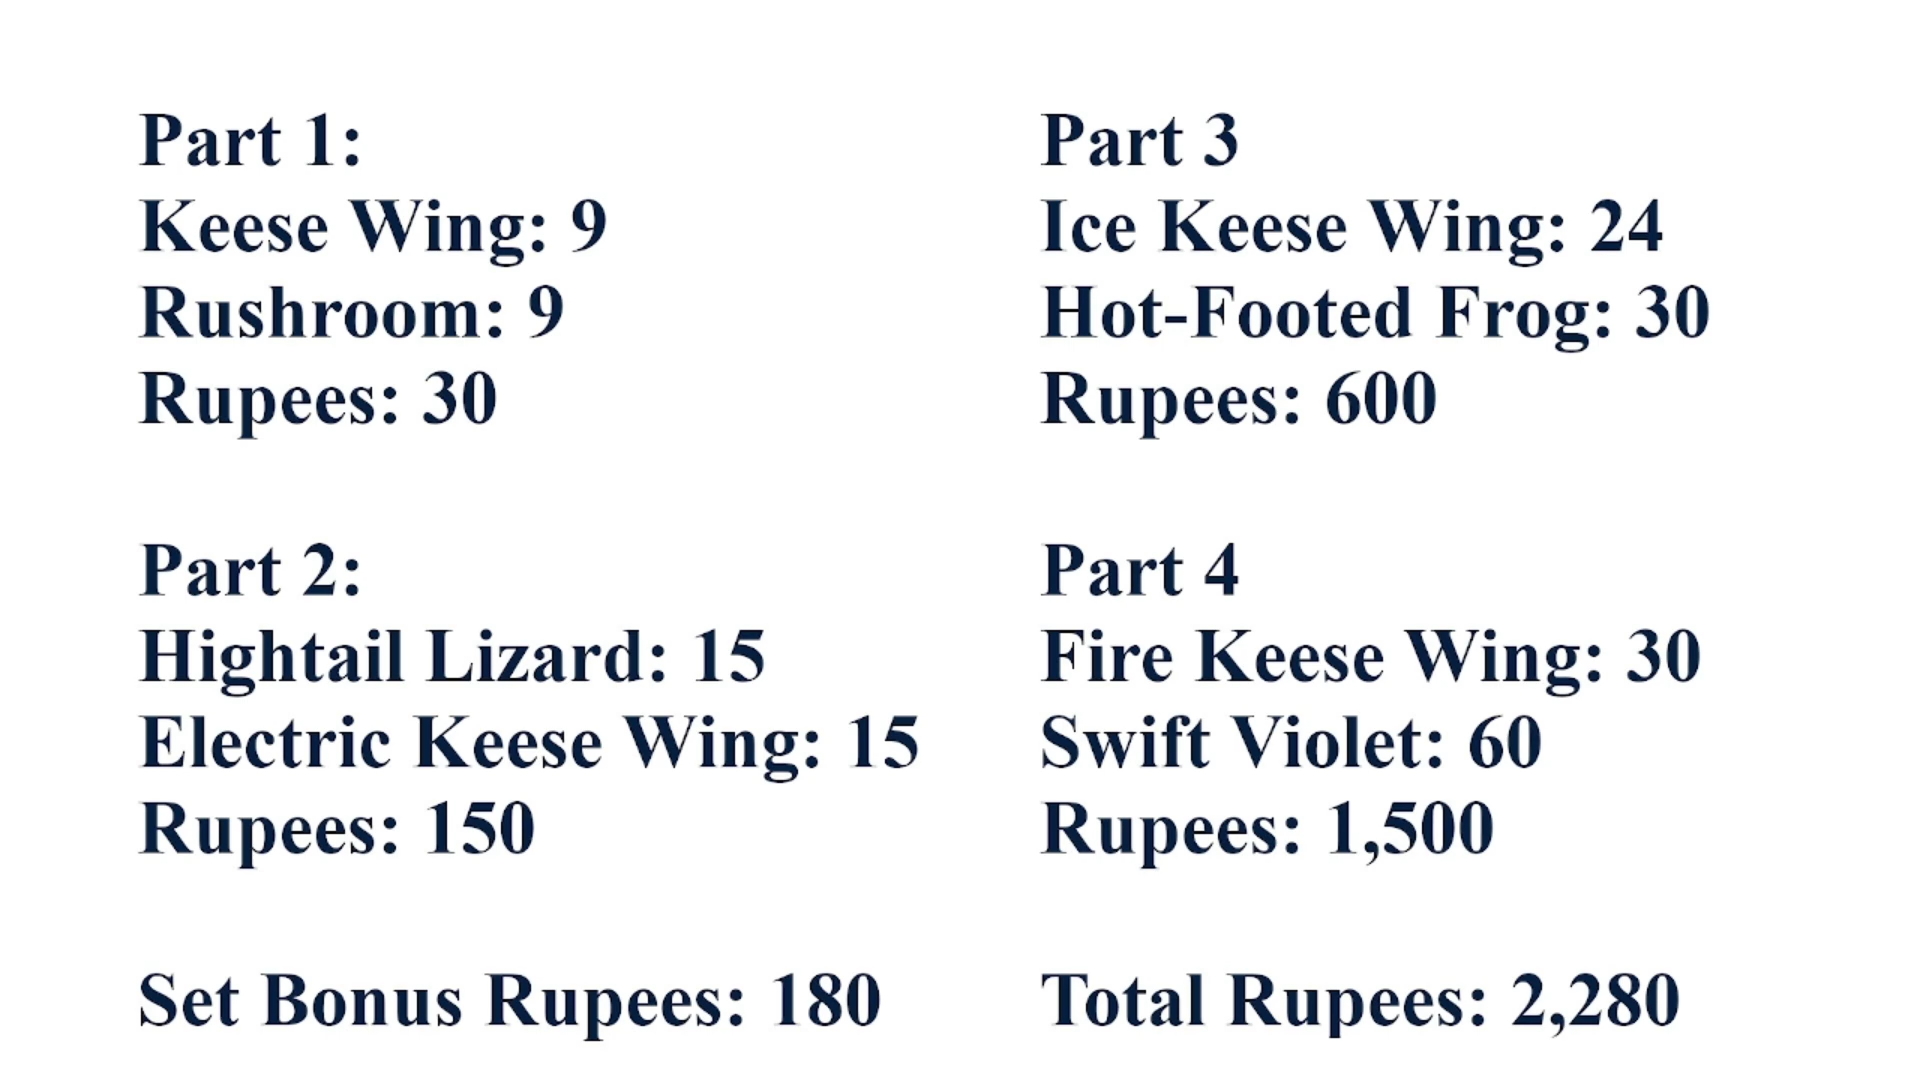 Part 1:
Keese Wing: 9
Rushroom: 9
Rupees: 30
Part 2:
Hightail Lizard: 15
Electric Keese Wing: 15
Rupees: 150
Set Bonus Rupees: 180
Part 3
Ice Keese Wing: 24
Hot-Footed Frog: 30
Rupees: 600
Part 4
Fire Keese Wing: 30
Swift Violet: 60
Rupees: 1,500
Total Rupees: 2,280